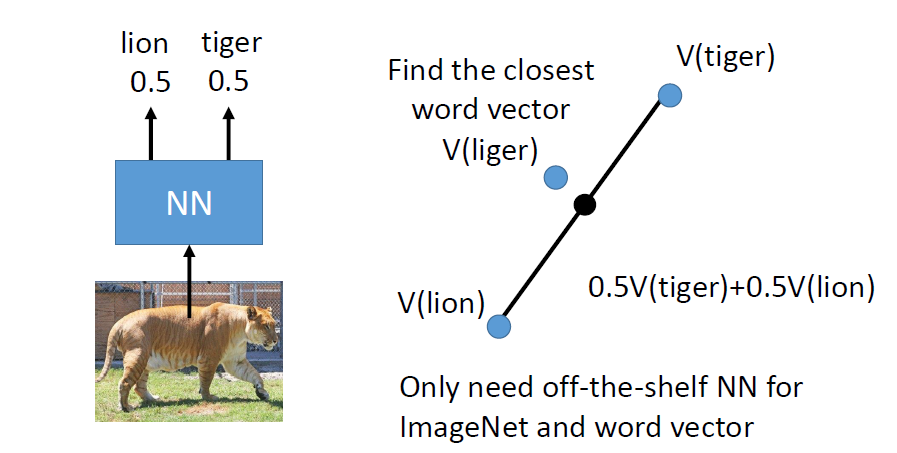 lion tiger
0.5 0.5
NN
Find the closest
word vector
V(liger)
V(tiger)
V(lion)
0.5V(tiger)+0.5V(lion)
Only need off-the-shelf NN for
ImageNet and word vector